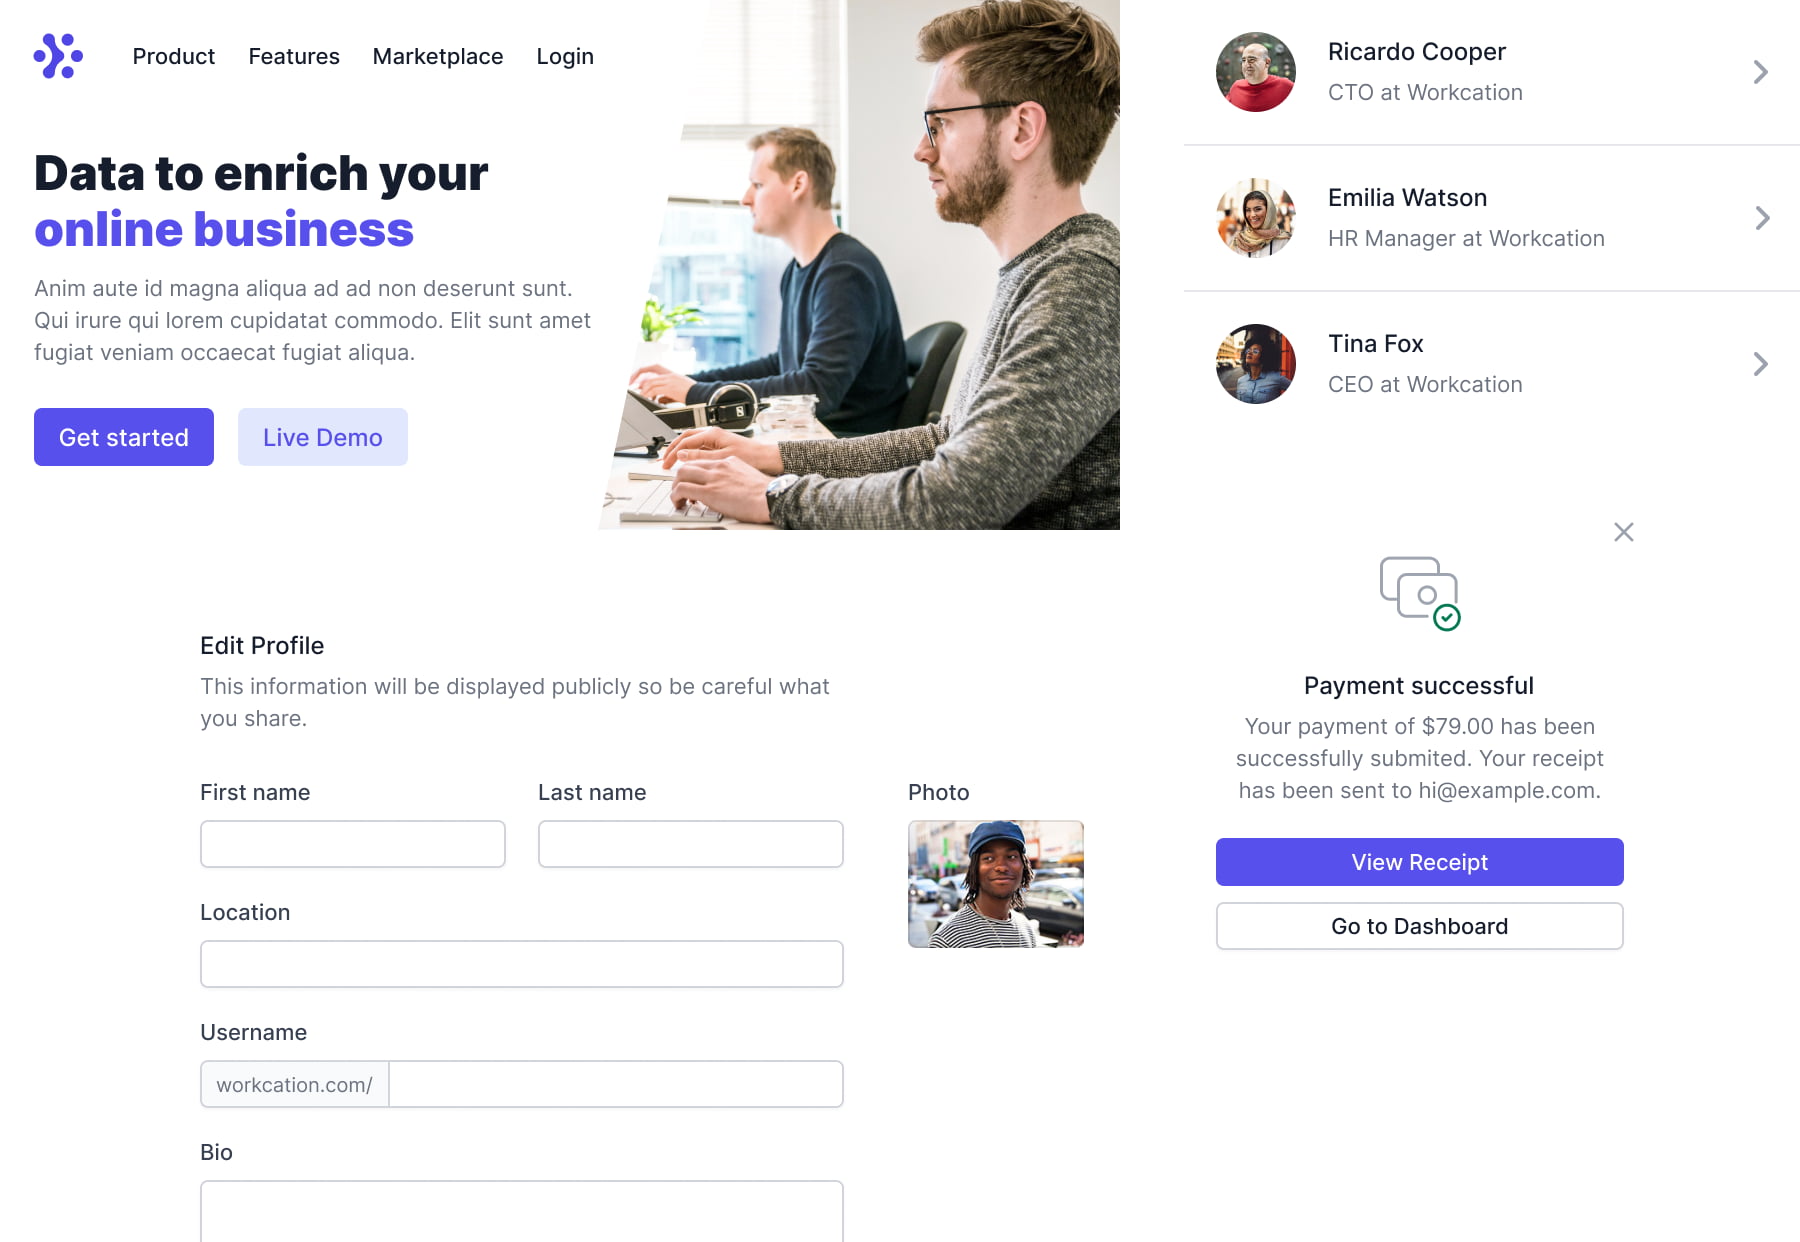 Product
Features
Marketplace
Login
Data to enrich your
online business
Anim aute id magna aliqua ad ad non deserunt sunt.
Qui irure qui lorem cupidatat commodo. Elit sunt amet
fugiat veniam occaecat fugiat aliqua.
Get started
Live Demo
Ricardo Cooper
CTO at Workcation
Emilia Watson
HR Manager at Workcation
Tina Fox
CEO at Workcation
Edit Profile
This information will be displayed publicly so be careful what
you share.
First name
Last name
Photo
Location
Username
workcation.com/
Bio
Payment successful
Your payment of $79.00 has been
successfully submited. Your receipt
has been sent to hi@example.com.
View Receipt
Go to Dashboard